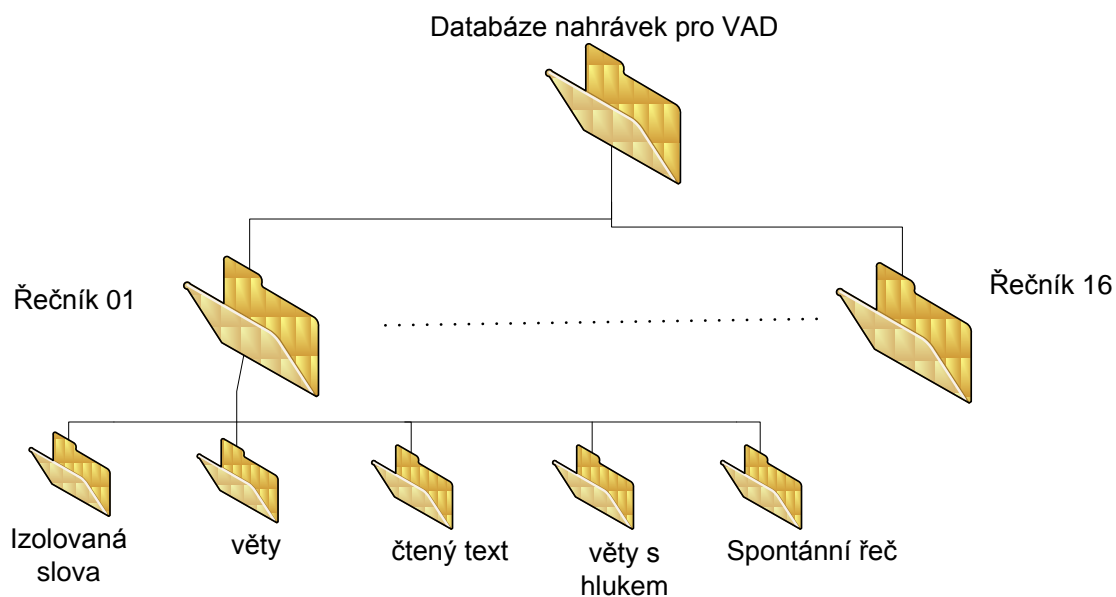 Databáze nahrávek pro VAD
Řečník 01
Řečník 16
Izolovaná
slova
věty
čtený text
věty s
hlukem
Spontánní řeč